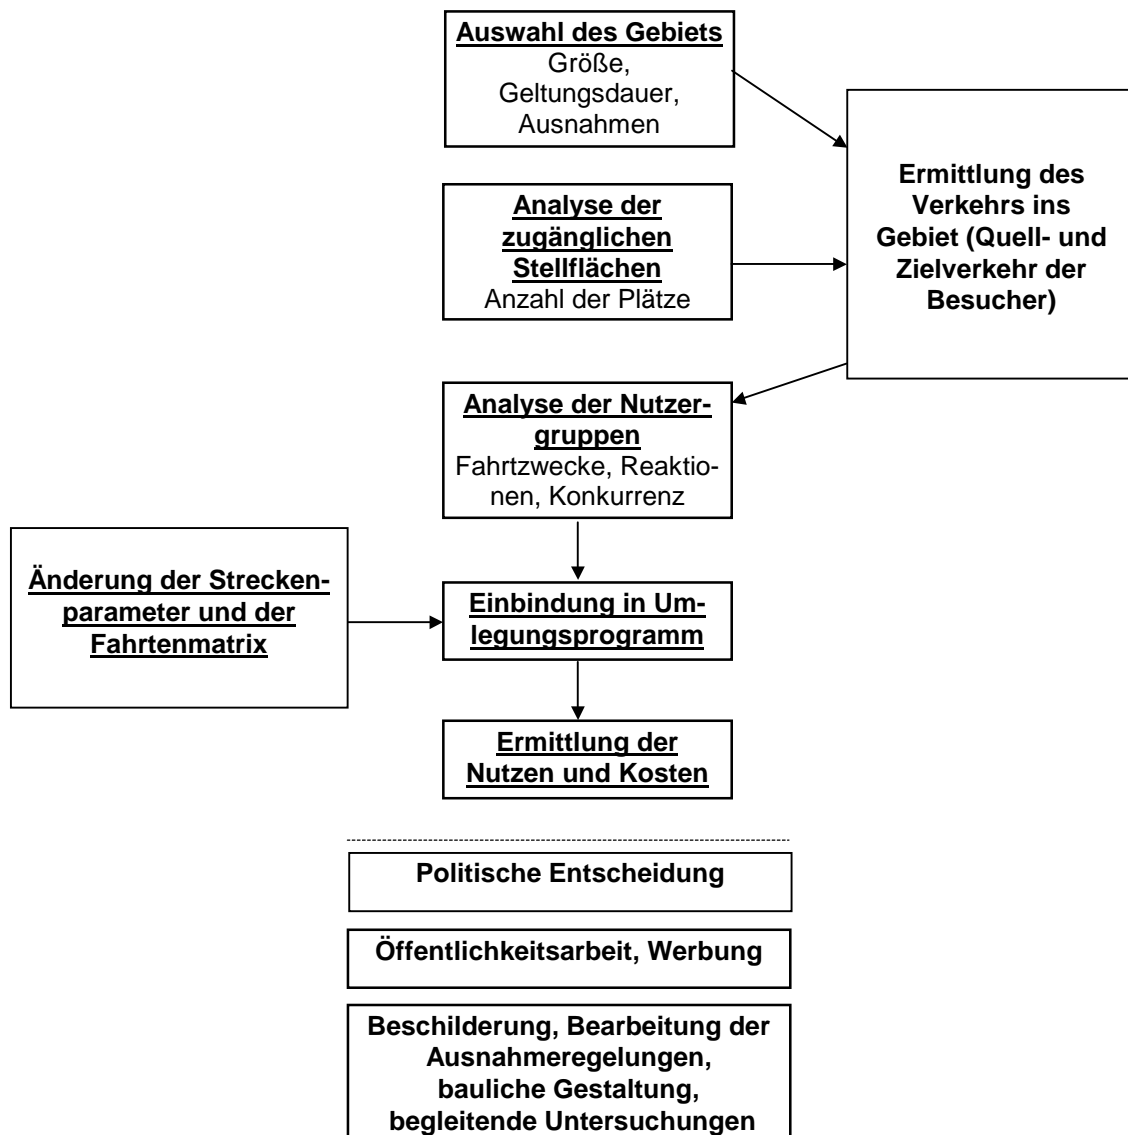 Auswahl des Gebiets
Größe,
Geltungsdauer,
Ausnahmen
Analyse der
zugänglichen
Stellflächen
Anzahl der Plätze
Ermittlung des
Verkehrs ins
Gebiet (Quell- und
Zielverkehr der
Besucher)
Analyse der Nutzer-
gruppen
Fahrtzwecke, Reaktio-
nen, Konkurrenz
Änderung der Strecken-
parameter und der
Fahrtenmatrix
Einbindung in Um-
legungsprogramm
Ermittlung der
Nutzen und Kosten
Politische Entscheidung
Öffentlichkeitsarbeit, Werbung
Beschilderung, Bearbeitung der
Ausnahmeregelungen,
bauliche Gestaltung,
begleitende Untersuchungen